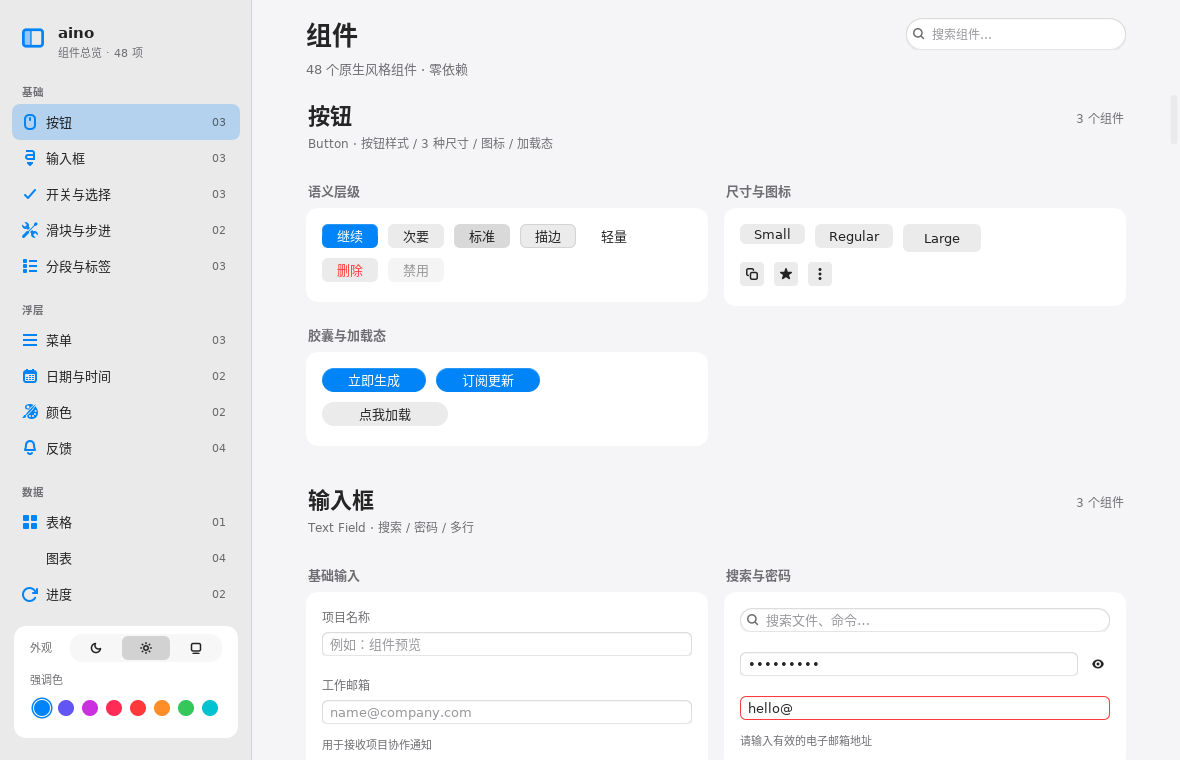 aino
组件总览 · 48 项
基础
按钮 03
输入框 03
开关与选择 03
滑块与步进 02
分段与标签 03
浮层
菜单 03
日期与时间 02
颜色 02
反馈 04
数据
表格 01
图表 04
进度 02
外观
强调色
组件
搜索组件...
48 个原生风格组件 · 零依赖
按钮
3 个组件
Button · 按钮样式 / 3 种尺寸 / 图标 / 加载态
语义层级
继续 次要 标准 描边 轻量
删除 禁用
尺寸与图标
Small Regular Large
胶囊与加载态
立即生成 订阅更新
点我加载
输入框
3 个组件
Text Field · 搜索 / 密码 / 多行
基础输入
项目名称
例如：组件预览
工作邮箱
name@company.com
用于接收项目协作通知
搜索与密码
搜索文件、命令...
•••••••••
hello@
请输入有效的电子邮箱地址